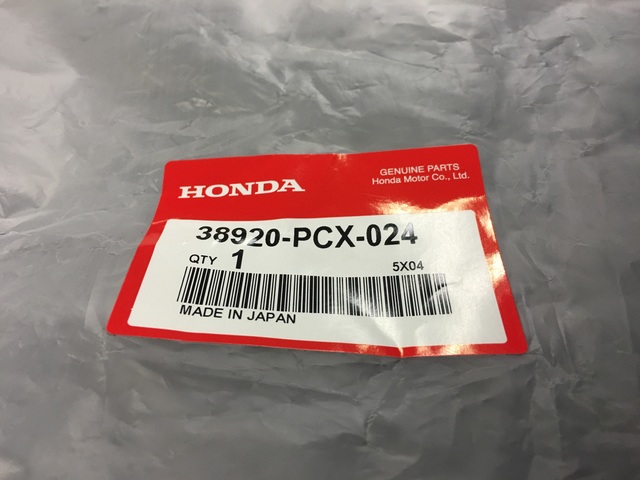 HONDA
GENUINE PARTS
Honda Motor Co., Ltd.
38920-PCX-024
QTY 1 5X04
MADE IN JAPAN